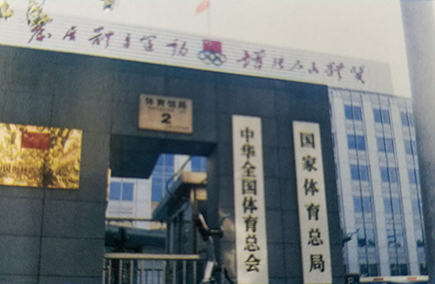 发展体育运动 增强人民体质
体育馆路
2
中华全国体育总会
国家体育总局